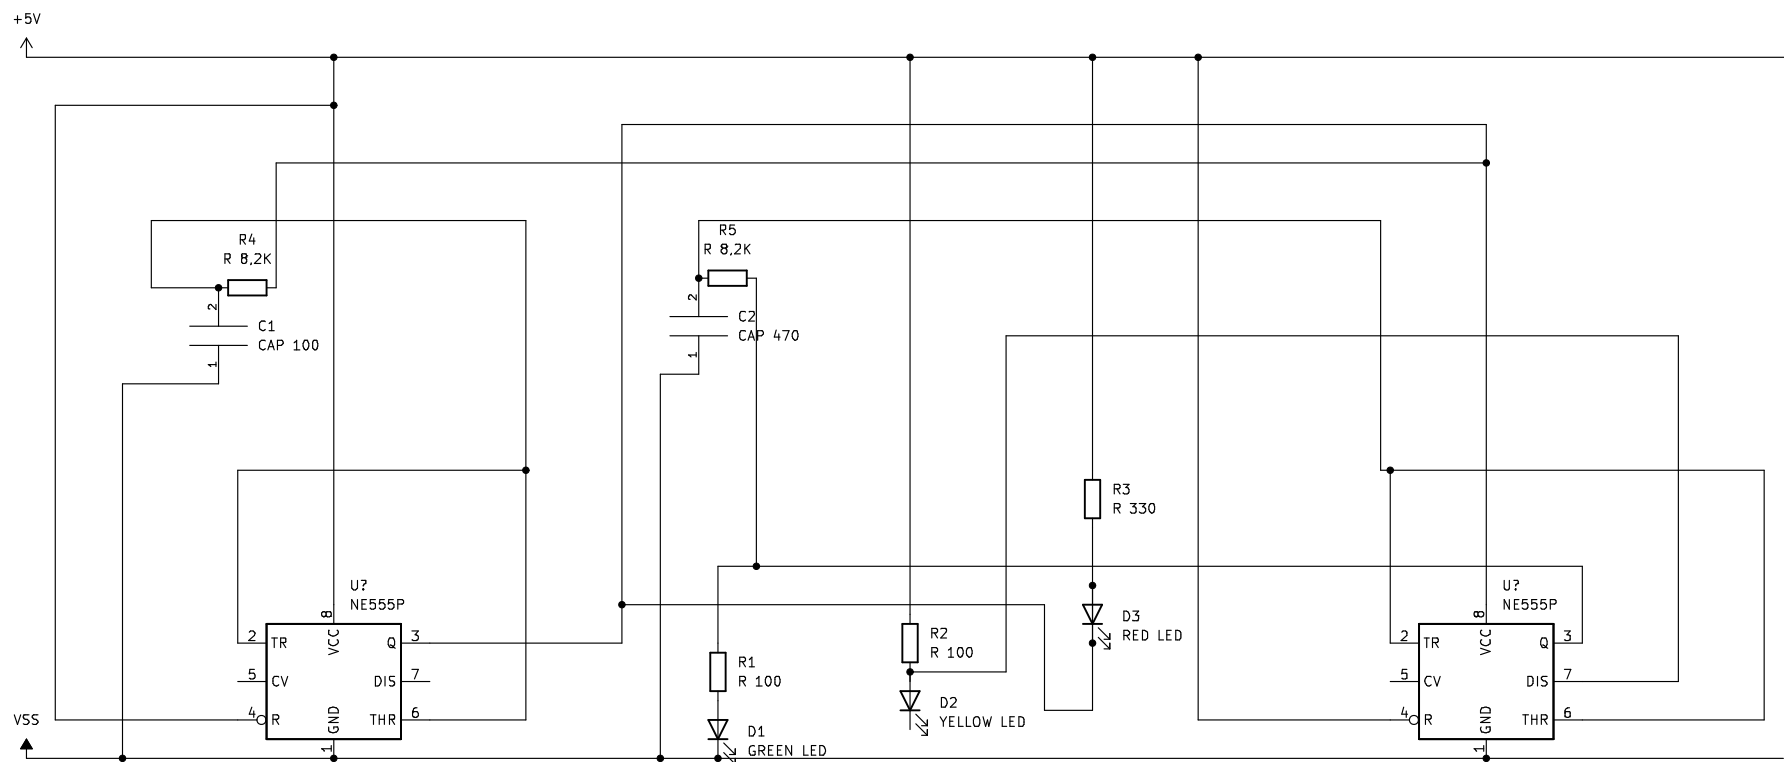 +5V
R4
R 8,2K
2
C1
CAP 100
1
R5
R 8,2K
2
C2
CAP 470
1
R3
R 330
U?
NE555P
8
2 TR VCC Q 3
5 CV DIS 7
4 R GND THR 6
1
R1
R 100
D1
GREEN LED
R2
R 100
D2
YELLOW LED
D3
RED LED
U?
NE555P
8
2 TR VCC Q 3
5 CV DIS 7
4 R GND THR 6
1
VSS